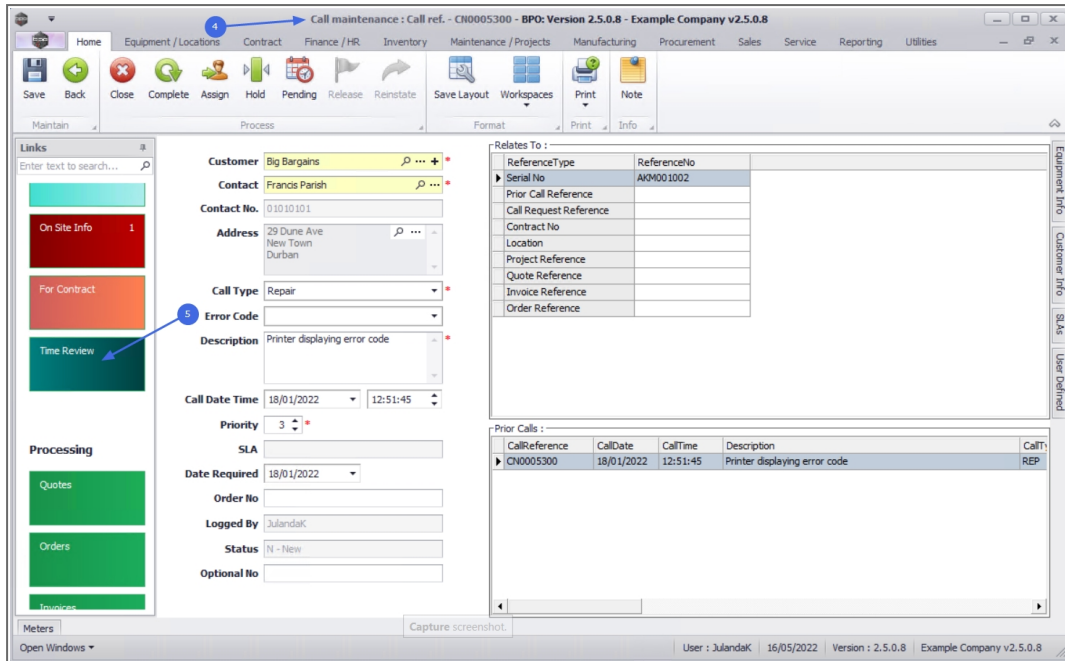 4
Call maintenance : Call ref. - CN0005300 - BPO: Version 2.5.0.8 - Example Company v2.5.0.8
Home Equipment / Locations Contract Finance / HR Inventory Maintenance / Projects Manufacturing Procurement Sales Service Reporting Utilities
Save Back Close Complete Assign Hold Pending Release Reinstate Save Layout Workspaces Print Note
Maintain Process Format Print Info
Links
Enter text to search...
On Site Info 1
For Contract
5
Time Review
Processing
Quotes
Orders
Invoices
Customer Big Bargains *
Contact Francis Parish *
Contact No. 01010101
Address 29 Dune Ave
New Town
Durban
Call Type Repair *
Error Code
Description Printer displaying error code *
Call Date Time 18/01/2022 12:51:45
Priority 3 *
SLA
Date Required 18/01/2022
Order No
Logged By JulandaK
Status N - New
Optional No
Relates To :
ReferenceType ReferenceNo
Serial No AKM001002
Prior Call Reference
Call Request Reference
Contract No
Location
Project Reference
Quote Reference
Invoice Reference
Order Reference
Prior Calls :
CallReference CallDate CallTime Description CallTy
CN0005300 18/01/2022 12:51:45 Printer displaying error code REP
Equipment Info
Customer Info
SLAs
User Defined
Capture screenshot.
Meters
Open Windows User : JulandaK 16/05/2022 Version : 2.5.0.8 Example Company v2.5.0.8